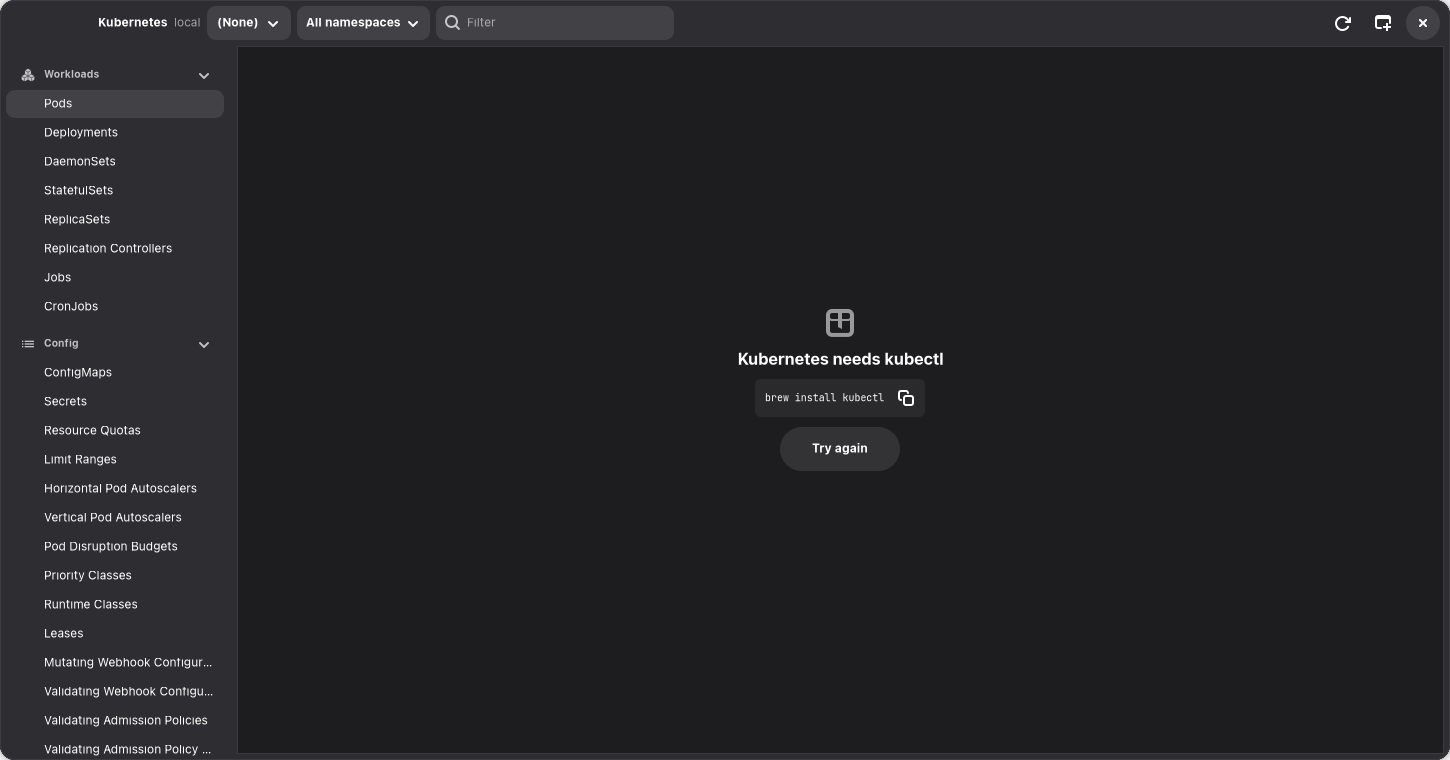 Kubernetes local (None) All namespaces Filter
Workloads
Pods
Deployments
DaemonSets
StatefulSets
ReplicaSets
Replication Controllers
Jobs
CronJobs
Config
ConfigMaps
Secrets
Resource Quotas
Limit Ranges
Horizontal Pod Autoscalers
Vertical Pod Autoscalers
Pod Disruption Budgets
Priority Classes
Runtime Classes
Leases
Mutating Webhook Configur...
Validating Webhook Configu...
Validating Admission Policies
Validating Admission Policy ...
Kubernetes needs kubectl
brew install kubectl
Try again